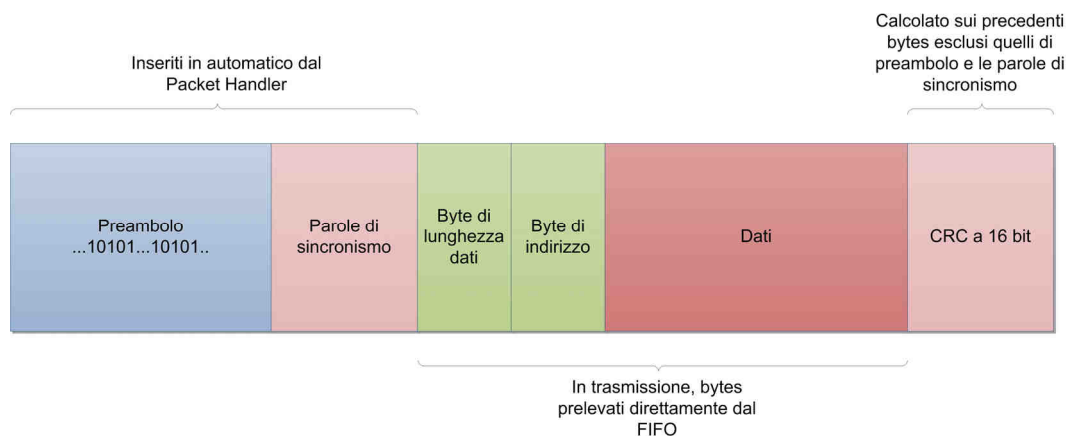 Inseriti in automatico dal
Packet Handler
Calcolato sui precedenti
bytes esclusi quelli di
preambolo e le parole di
sincronismo
Preambolo
...10101...10101..
Parole di
sincronismo
Byte di
lunghezza
dati
Byte di
indirizzo
Dati
CRC a 16 bit
In trasmissione, bytes
prelevati direttamente dal
FIFO